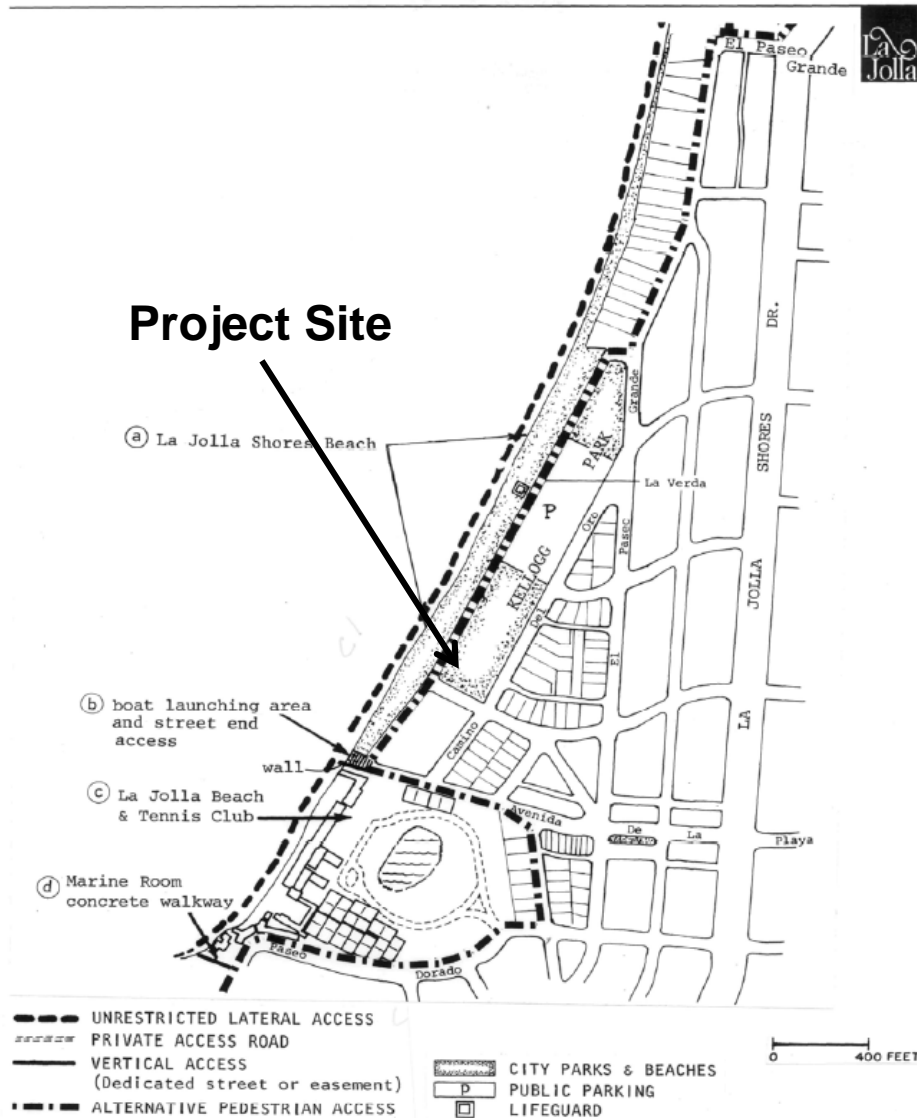 La
Jolla
El Paseo
Grande
DR.
SHORES
JOLLA
LA
Project Site
Grande
ⓐ La Jolla Shores Beach
PARK
La Verda
P
Oro
Paseo
KELLOGG
Del
El
ⓑ boat launching area
and street end
access
Camino
wall
ⓒ La Jolla Beach
& Tennis Club
Avenida
De
La
Playa
ⓓ Marine Room
concrete walkway
Paseo
Dorado
UNRESTRICTED LATERAL ACCESS
PRIVATE ACCESS ROAD
VERTICAL ACCESS
(Dedicated street or easement)
ALTERNATIVE PEDESTRIAN ACCESS
CITY PARKS & BEACHES
P PUBLIC PARKING
LIFEGUARD
0 400 FEET